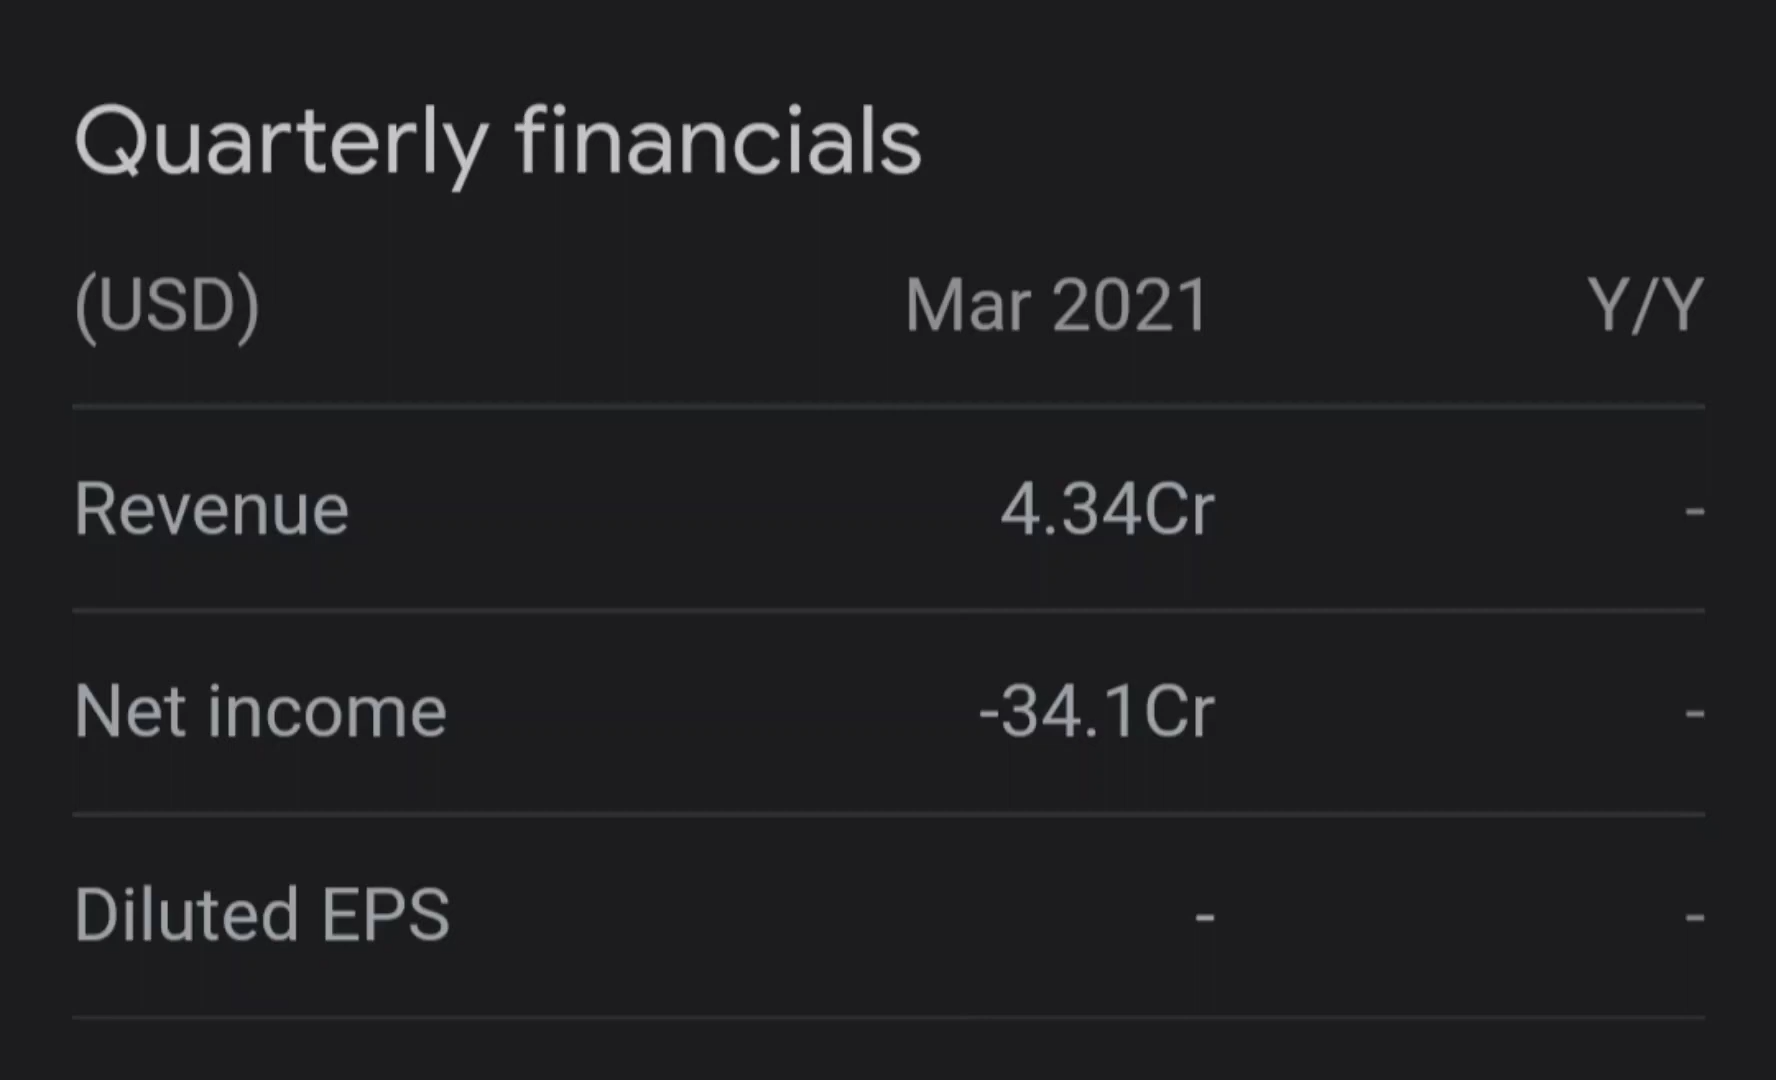 Quarterly financials
(USD) Mar 2021 Y/Y
Revenue 4.34Cr -
Net income -34.1Cr -
Diluted EPS - -